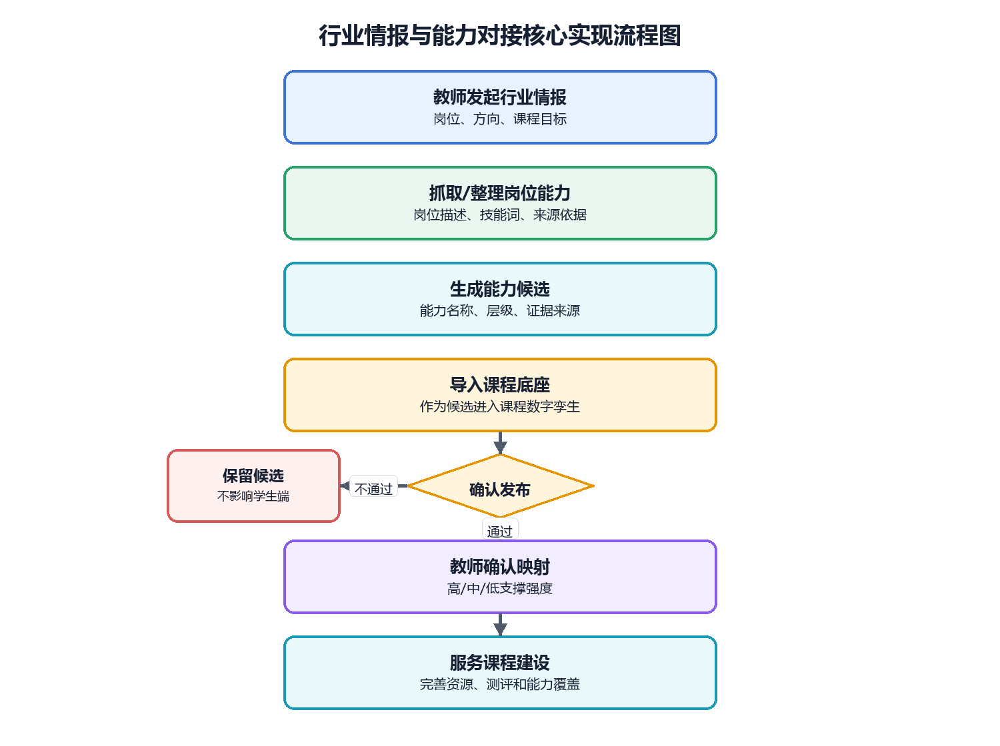 行业情报与能力对接核心实现流程图
教师发起行业情报
岗位、方向、课程目标
抓取/整理岗位能力
岗位描述、技能词、来源依据
生成能力候选
能力名称、层级、证据来源
导入课程底座
作为候选进入课程数字孪生
保留候选
不影响学生端
不通过
确认发布
通过
教师确认映射
高/中/低支撑强度
服务课程建设
完善资源、测评和能力覆盖